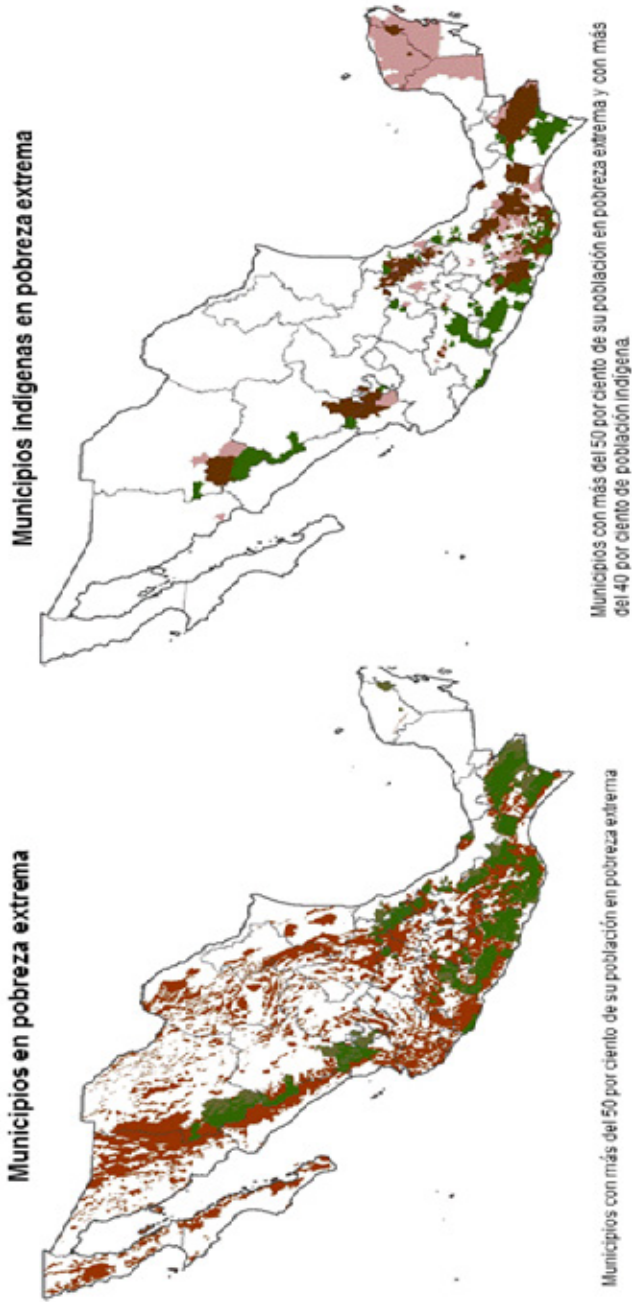 Municipios en pobreza extrema
Municipios con más del 50 por ciento de su población en pobreza extrema
Municipios indígenas en pobreza extrema
Municipios con más del 50 por ciento de su población en pobreza extrema y con más
del 40 por ciento de población indígena.